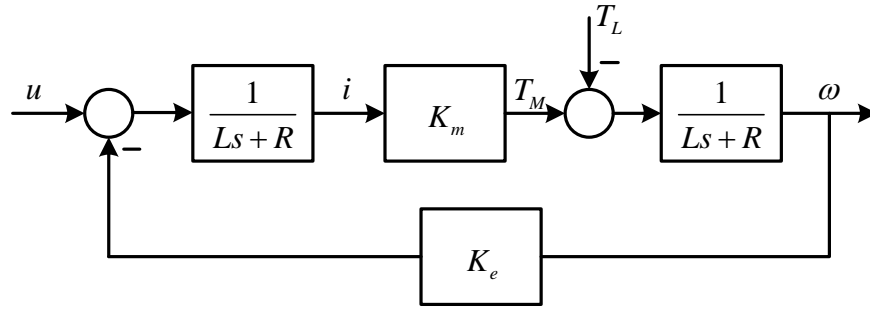 T_L
u
−
1/(Ls + R)
i
K_m
T_M
−
1/(Ls + R)
ω
K_e